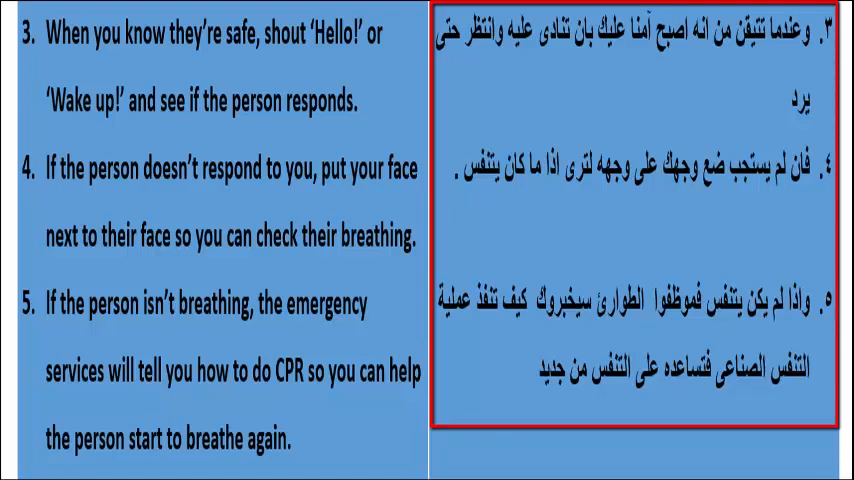 3. When you know they're safe, shout 'Hello!' or
'Wake up!' and see if the person responds.
4. If the person doesn't respond to you, put your face
next to their face so you can check their breathing.
5. If the person isn't breathing, the emergency
services will tell you how to do CPR so you can help
the person start to breathe again.
٣. وعندما تتيقن من انه اصبح آمنا عليك بان تنادى عليه وانتظر حتى
يرد
٤. فان لم يستجب ضع وجهك على وجهه لترى اذا ما كان يتنفس .
٥. واذا لم يكن يتنفس فموظفوا الطوارئ سيخبروك كيف تنفذ عملية
التنفس الصناعى فتساعده على التنفس من جديد